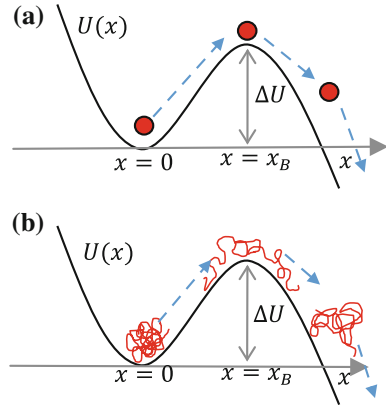 (a)
U(x)
ΔU
x = 0
x = x_B
x
(b)
U(x)
ΔU
x = 0
x = x_B
x